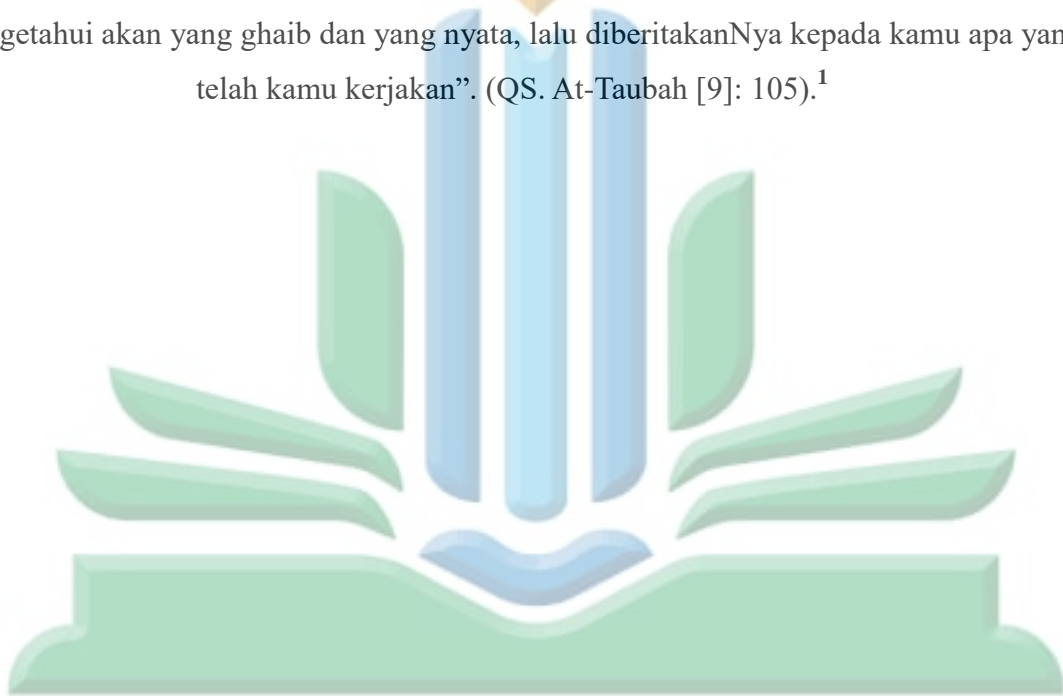 getahui akan yang ghaib dan yang nyata, lalu diberitakanNya kepada kamu apa yan
telah kamu kerjakan”. (QS. At-Taubah [9]: 105).1